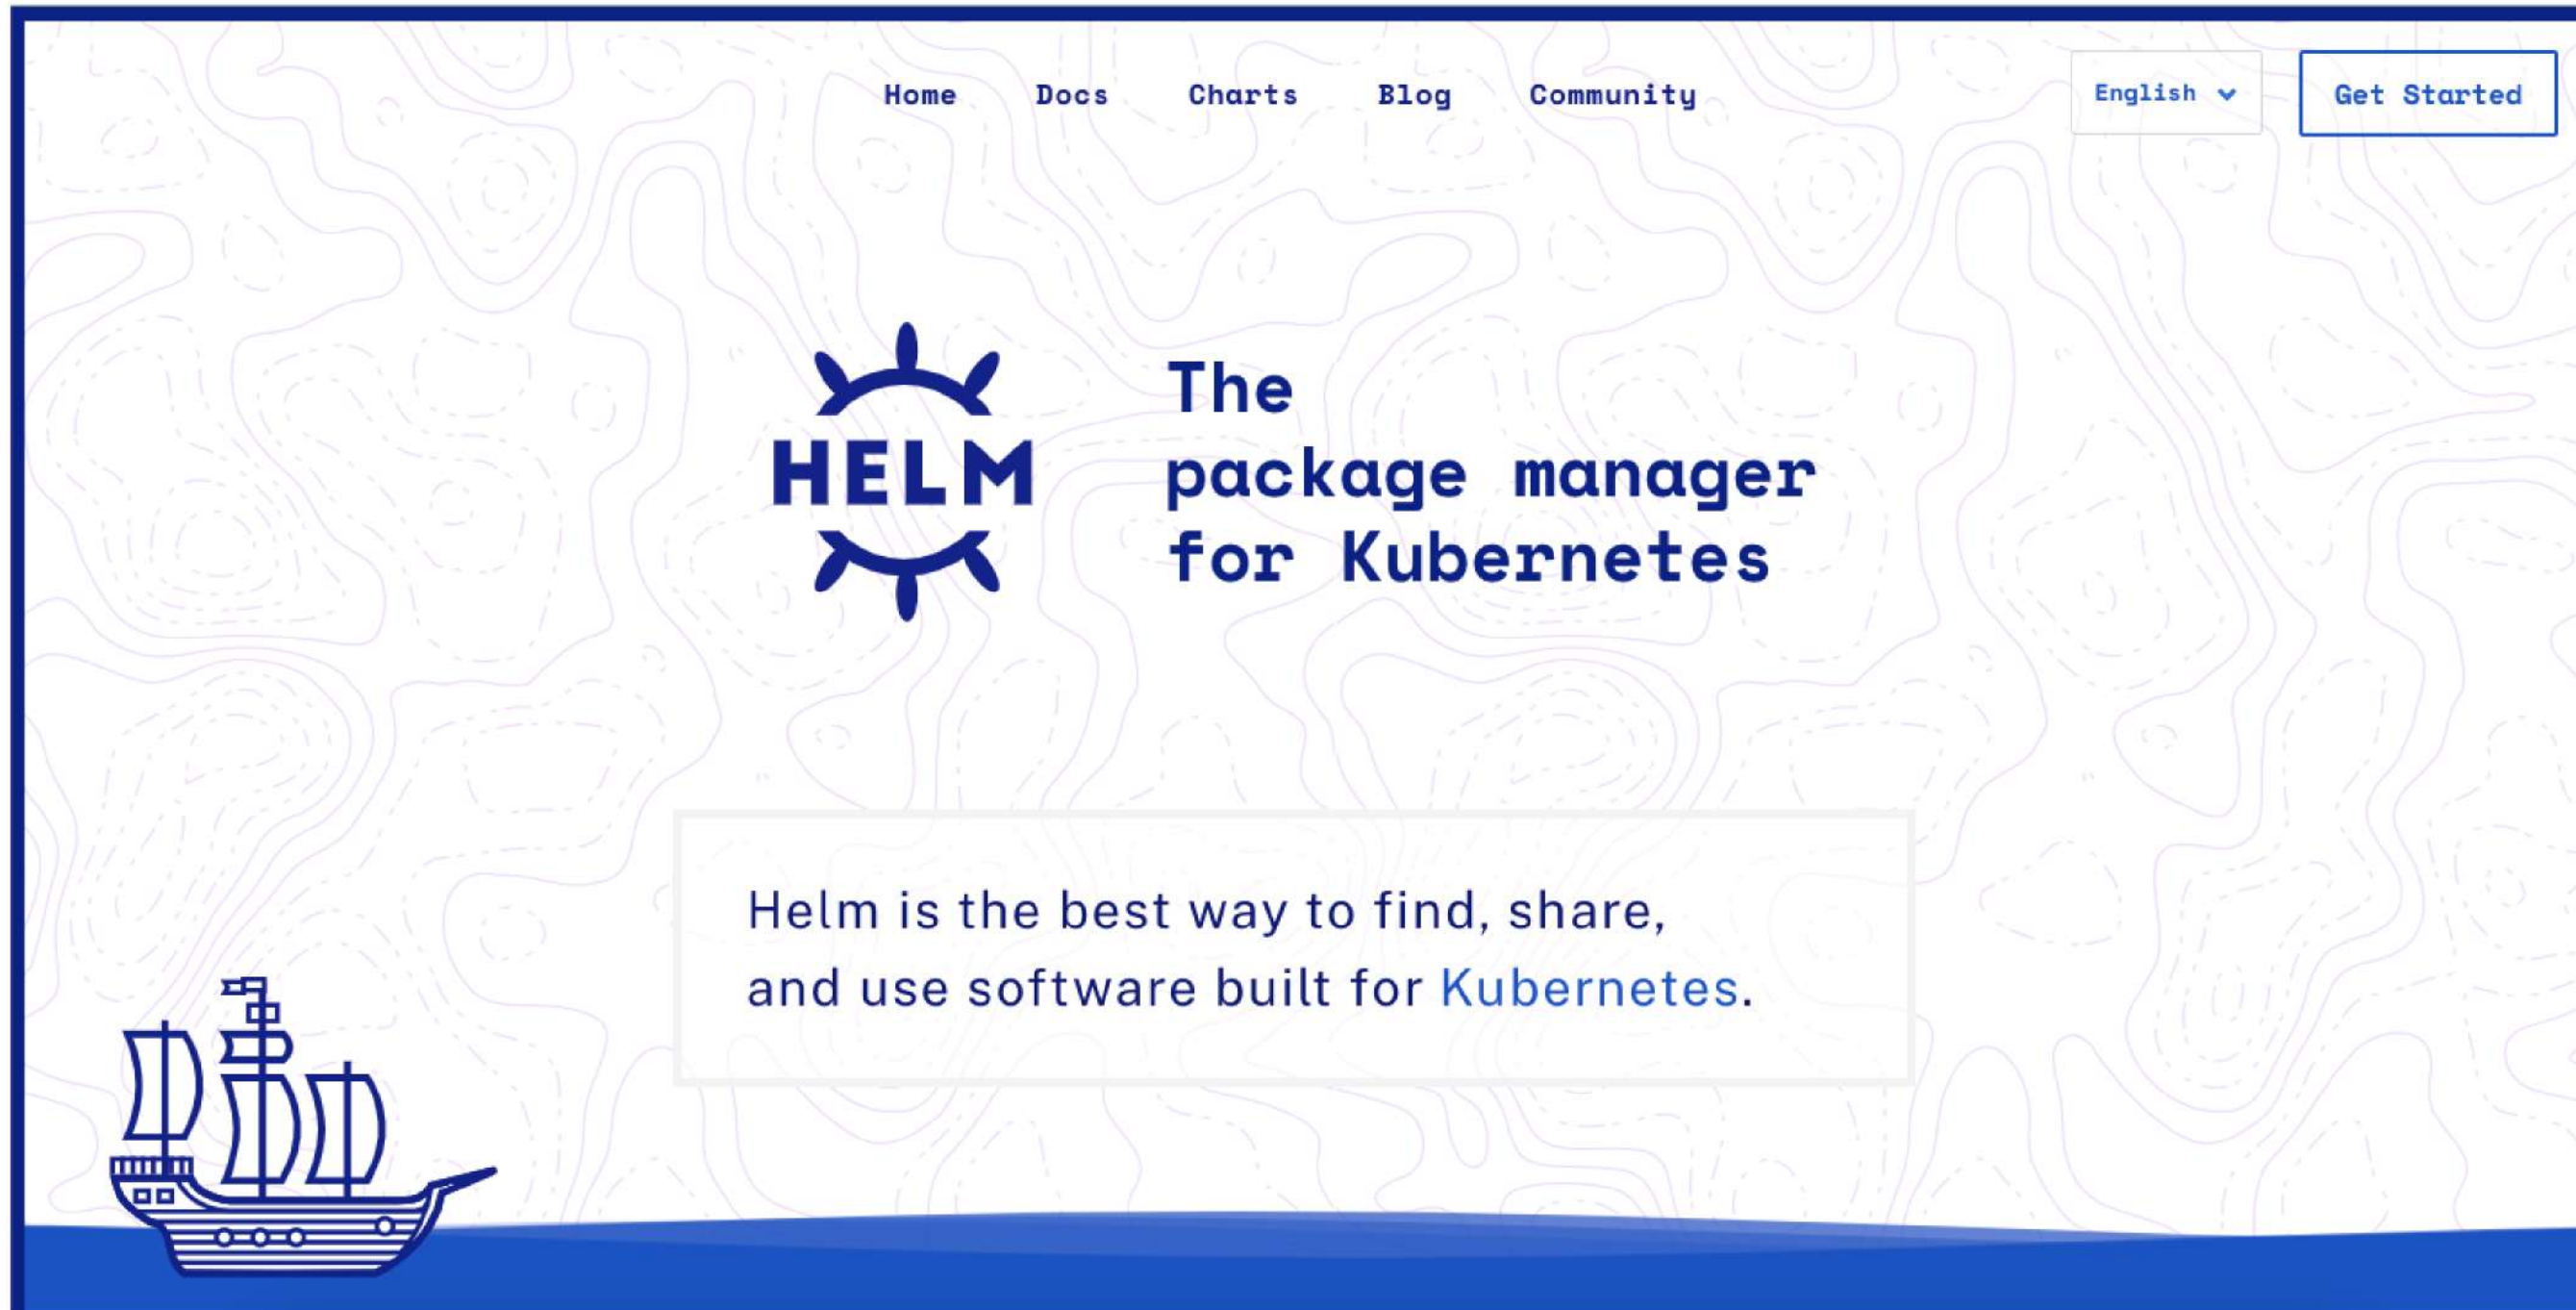 Home Docs Charts Blog Community English Get Started
HELM
The
package manager
for Kubernetes
Helm is the best way to find, share,
and use software built for Kubernetes.